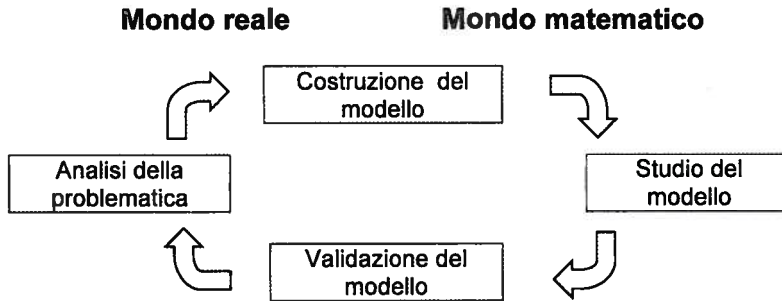 Mondo reale
Mondo matematico
Costruzione del
modello
Analisi della
problematica
Studio del
modello
Validazione del
modello